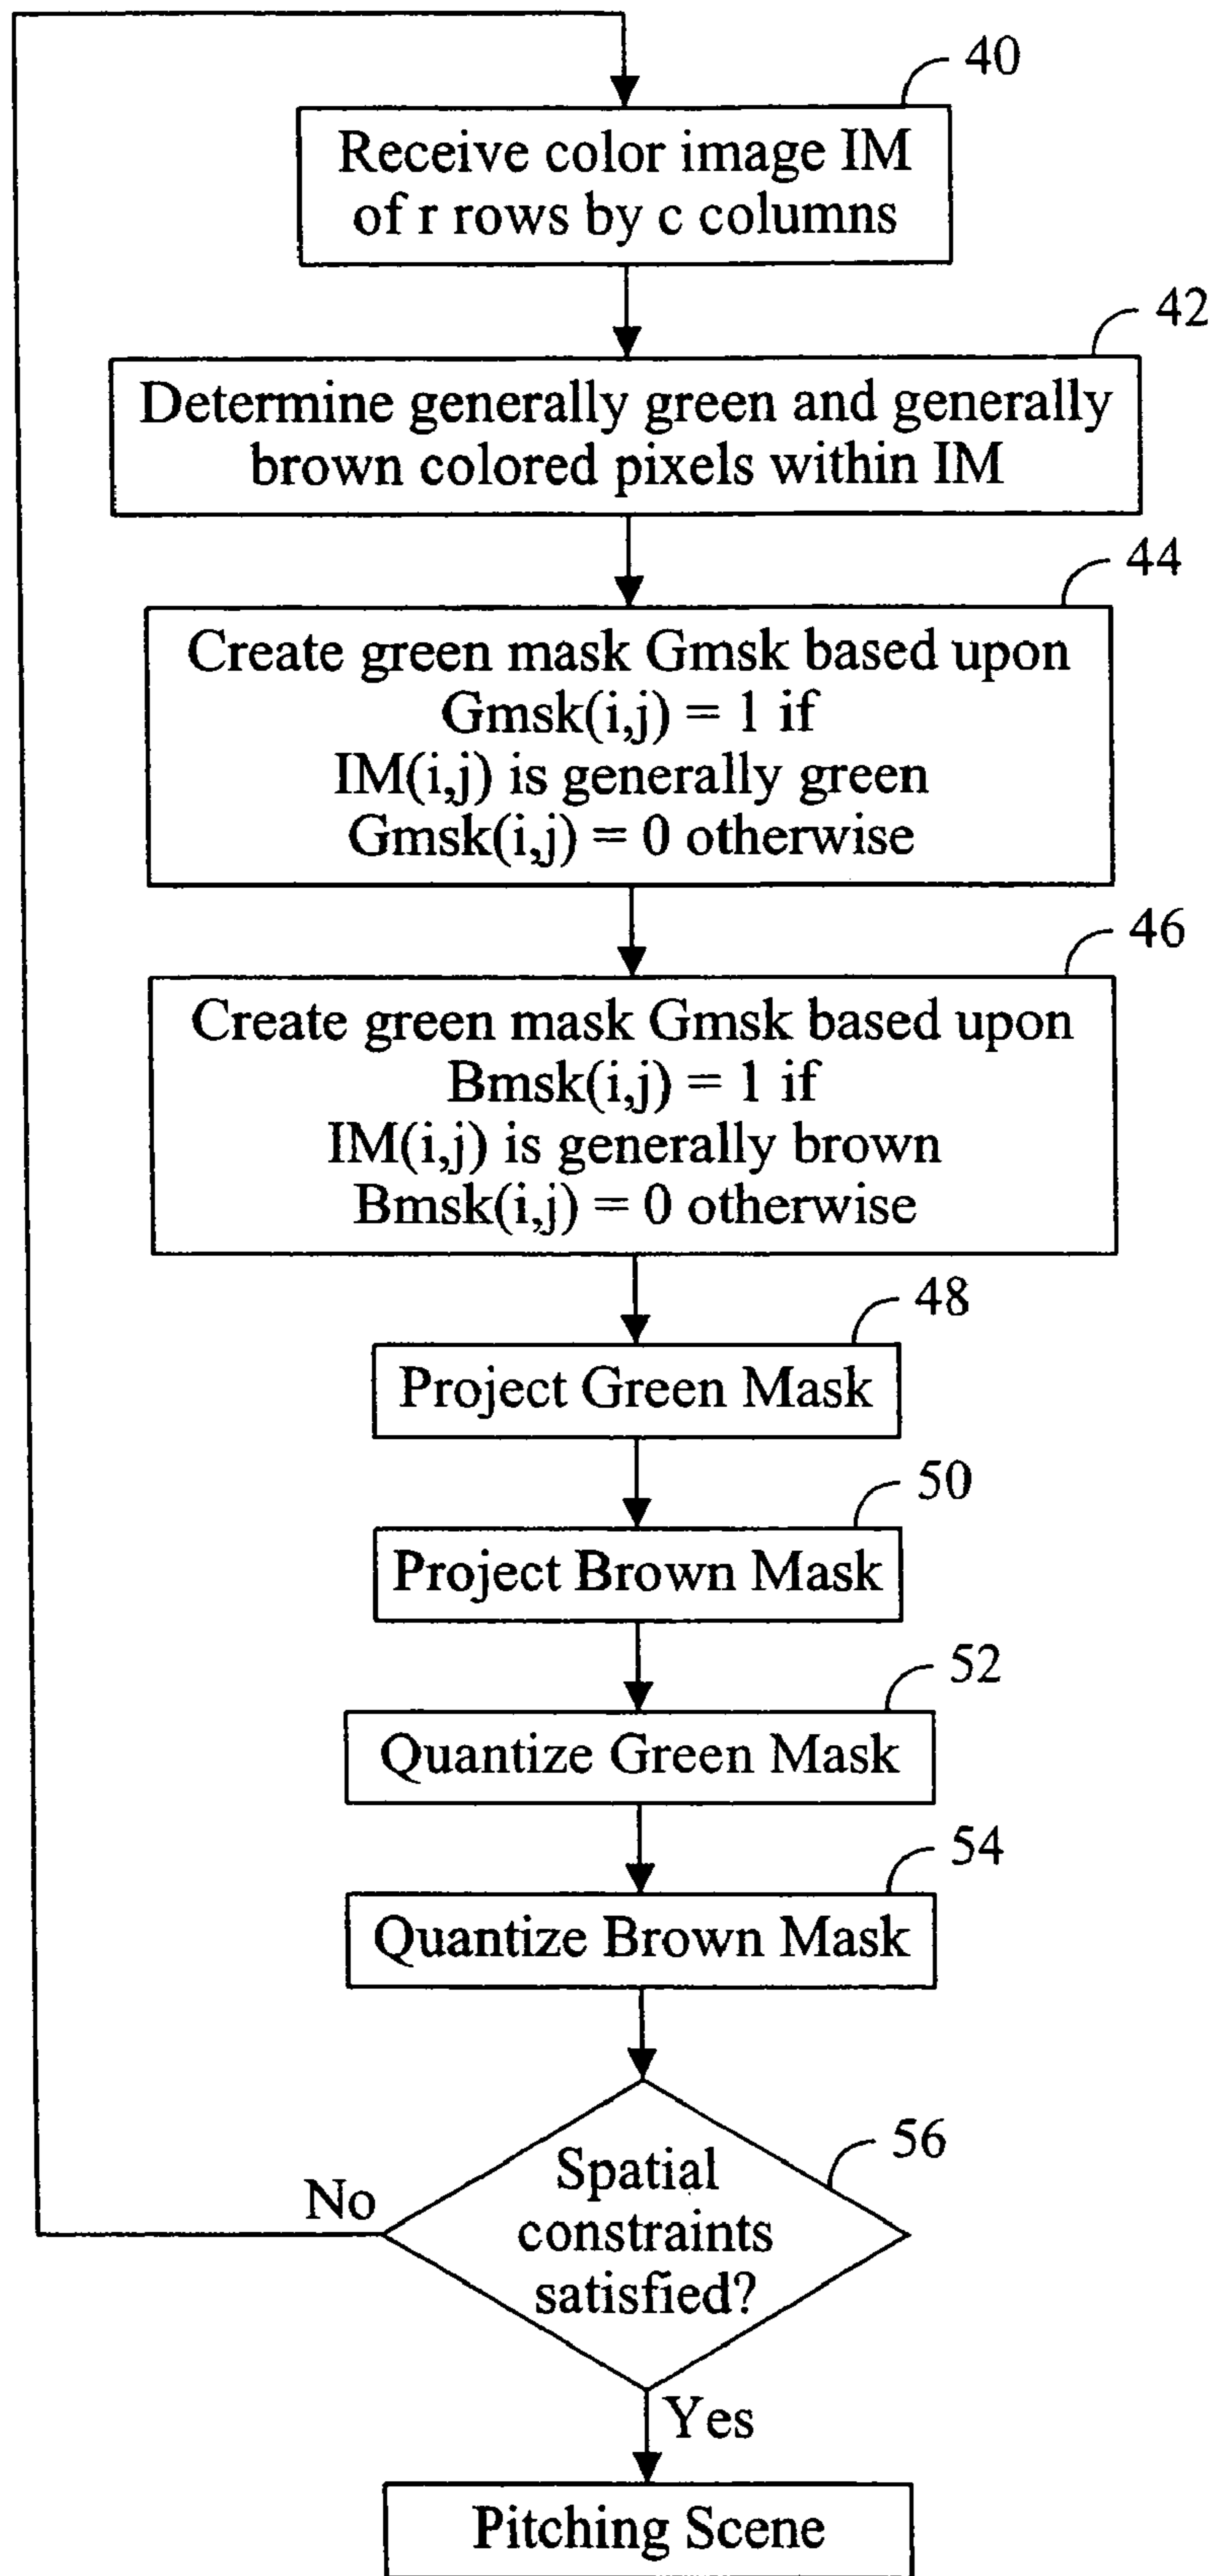 40
Receive color image IM
of r rows by c columns
42
Determine generally green and generally
brown colored pixels within IM
44
Create green mask Gmsk based upon
Gmsk(i,j) = 1 if
IM(i,j) is generally green
Gmsk(i,j) = 0 otherwise
46
Create green mask Gmsk based upon
Bmsk(i,j) = 1 if
IM(i,j) is generally brown
Bmsk(i,j) = 0 otherwise
48
Project Green Mask
50
Project Brown Mask
52
Quantize Green Mask
54
Quantize Brown Mask
56
Spatial
constraints
satisfied?
No
Yes
Pitching Scene